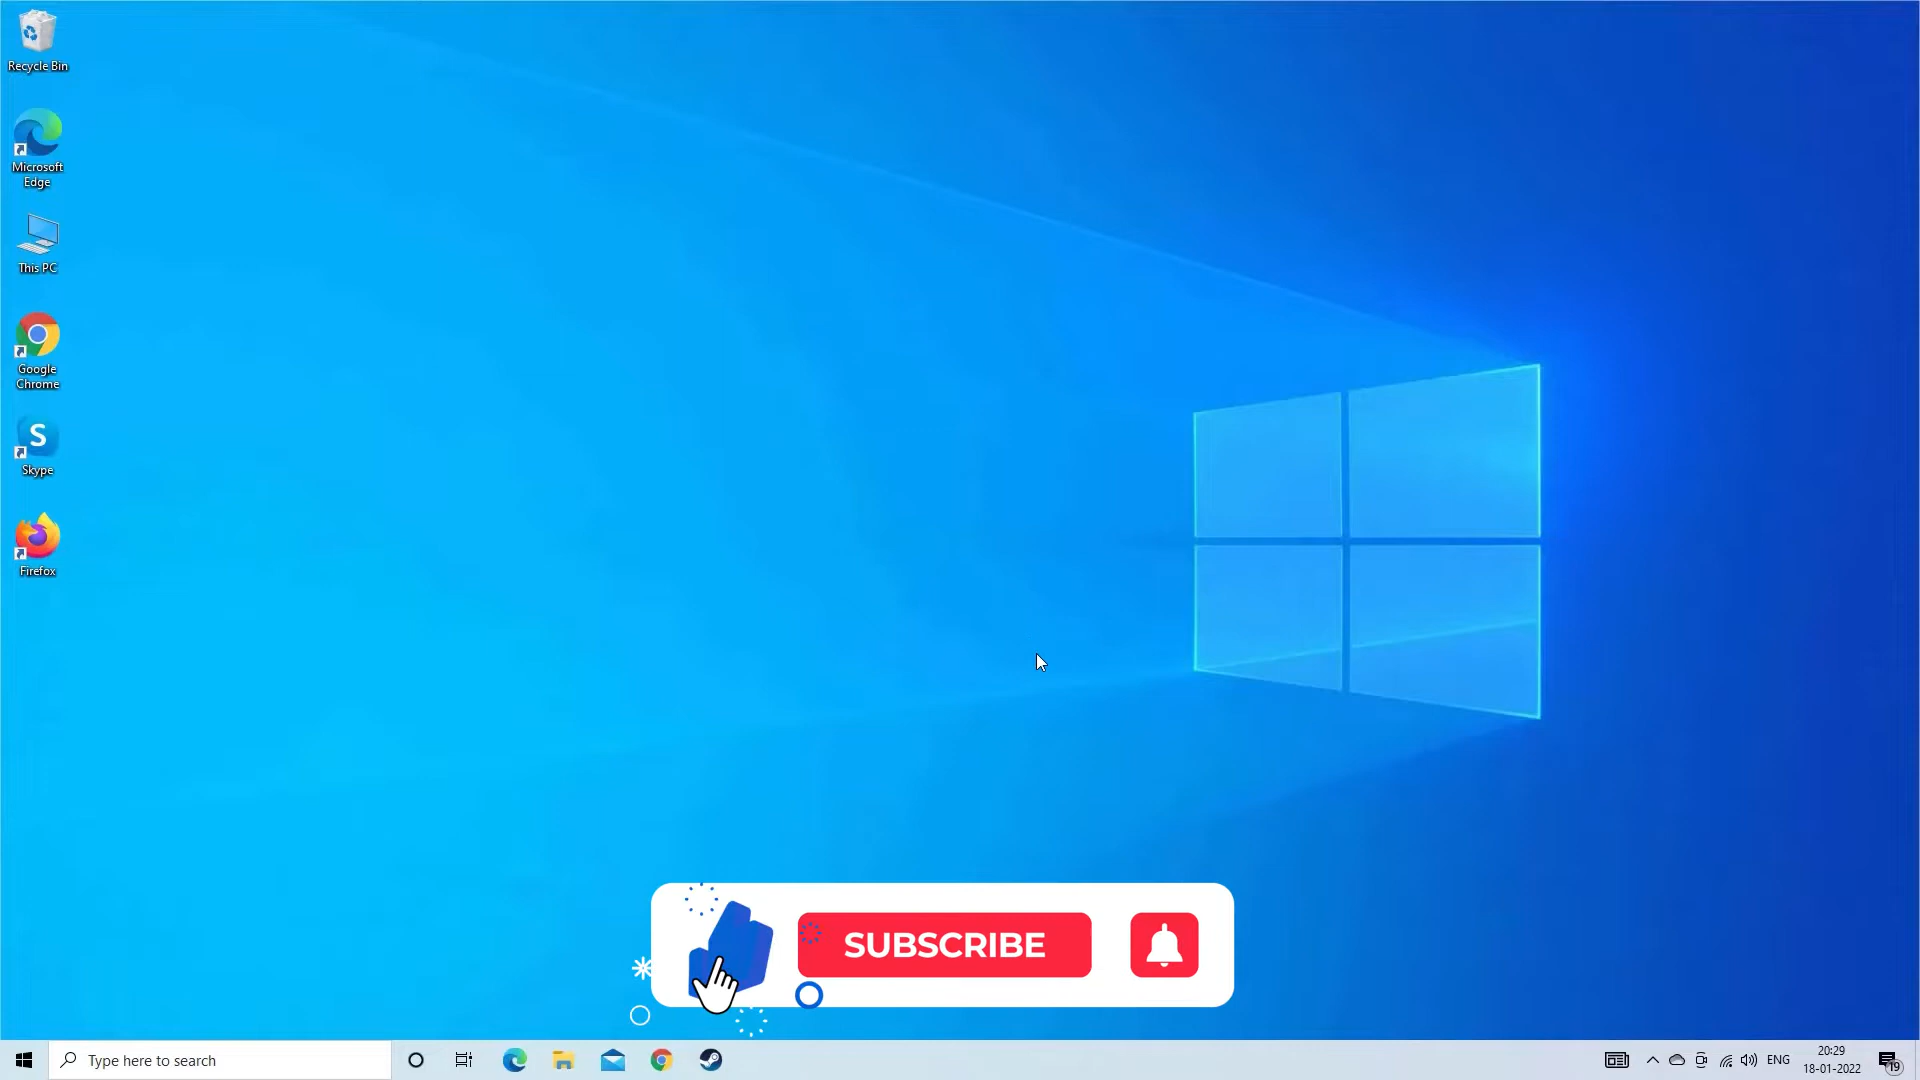 Recycle Bin
Microsoft
Edge
This PC
Google
Chrome
S
Skype
Firefox
SUBSCRIBE
Type here to search
ENG
20:29
18-01-2022
19